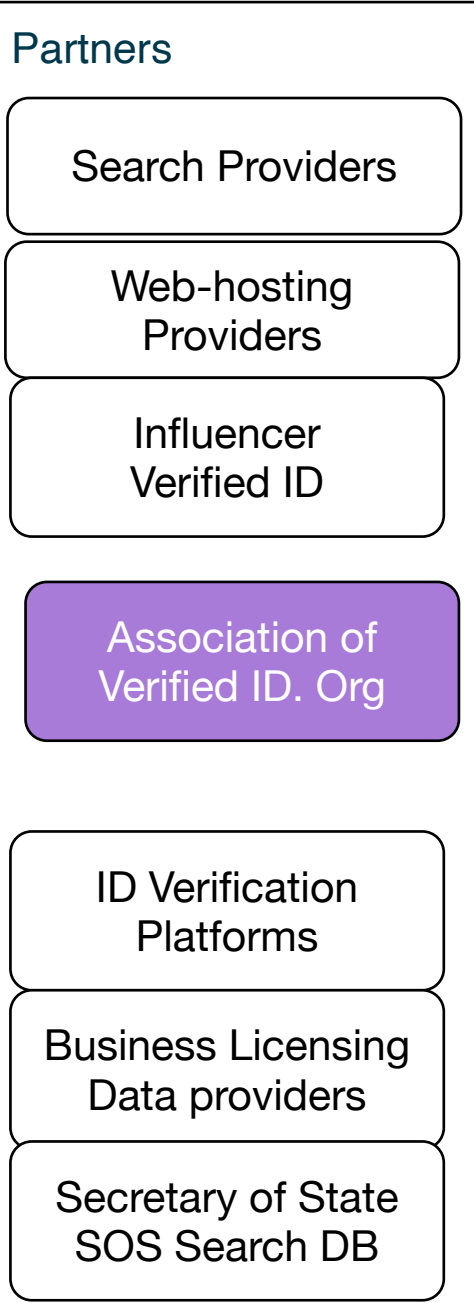 Partners
Search Providers
Web-hosting
Providers
Influencer
Verified ID
Association of
Verified ID. Org
ID Verification
Platforms
Business Licensing
Data providers
Secretary of State
SOS Search DB